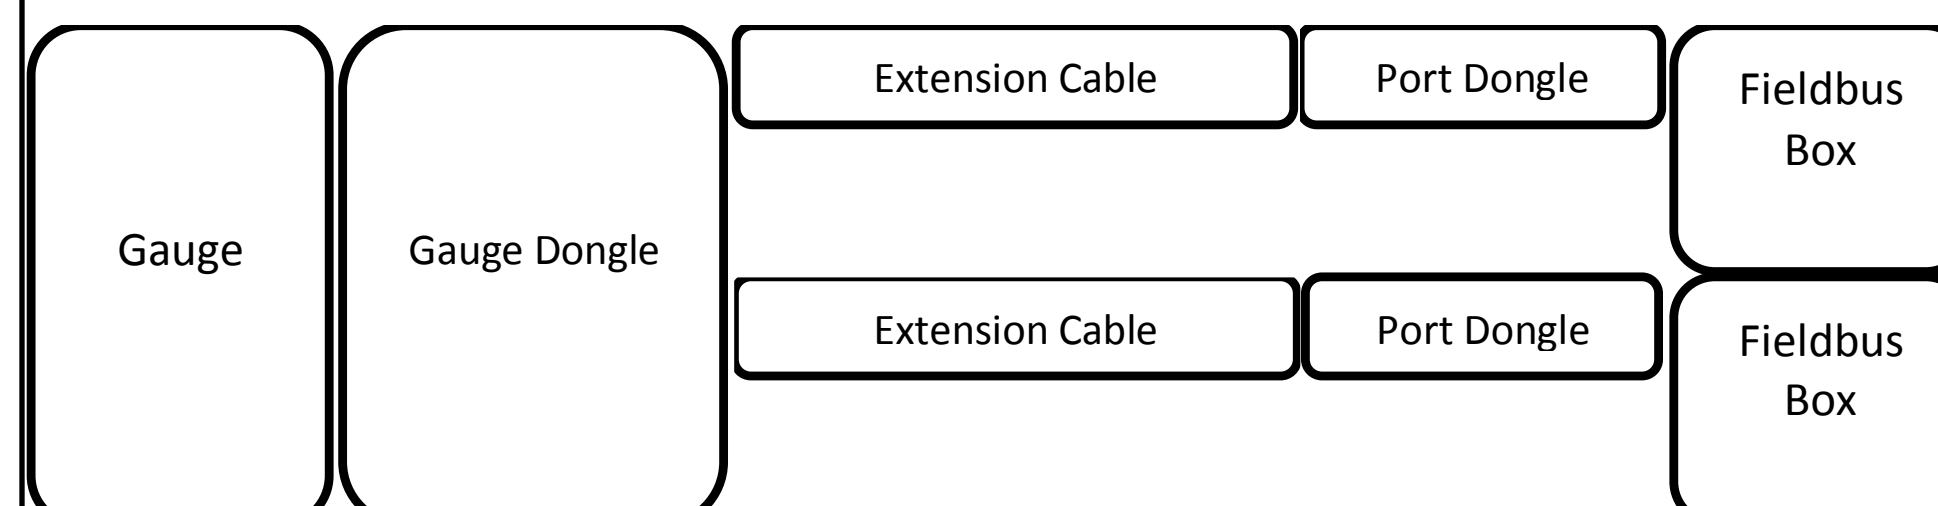 Extension Cable
Port Dongle
Fieldbus
Box
Gauge
Gauge Dongle
Extension Cable
Port Dongle
Fieldbus
Box